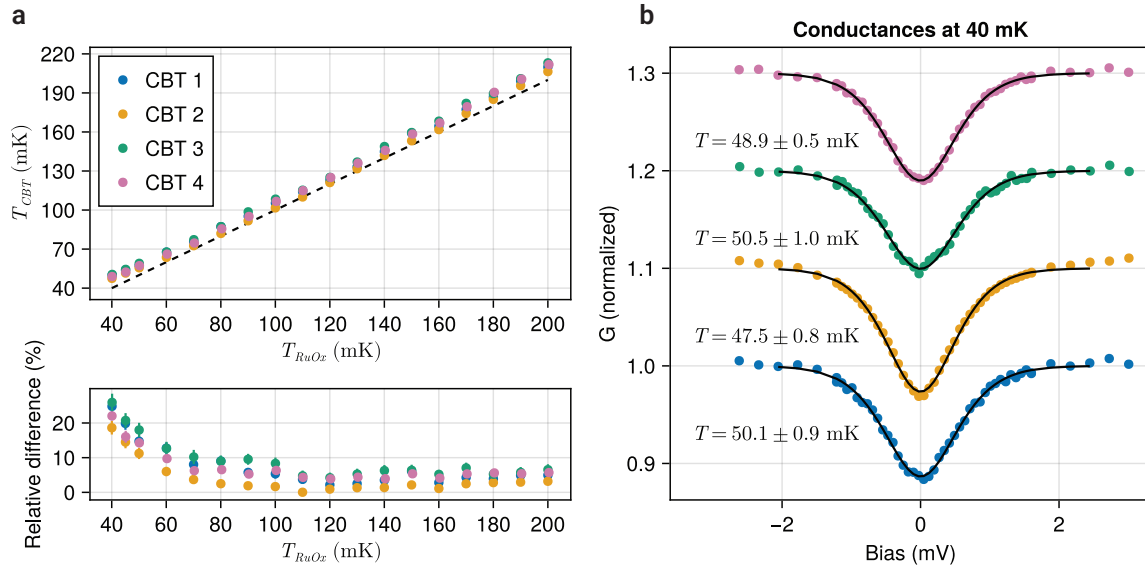 a
220
190
160
130
100
70
40
T_CBT (mK)
CBT 1
CBT 2
CBT 3
CBT 4
40 60 80 100 120 140 160 180 200
T_RuOx (mK)
Relative difference (%)
20
10
0
40 60 80 100 120 140 160 180 200
T_RuOx (mK)
b
Conductances at 40 mK
G (normalized)
1.3
1.2
1.1
1.0
0.9
T = 48.9 ± 0.5 mK
T = 50.5 ± 1.0 mK
T = 47.5 ± 0.8 mK
T = 50.1 ± 0.9 mK
−2 0 2
Bias (mV)